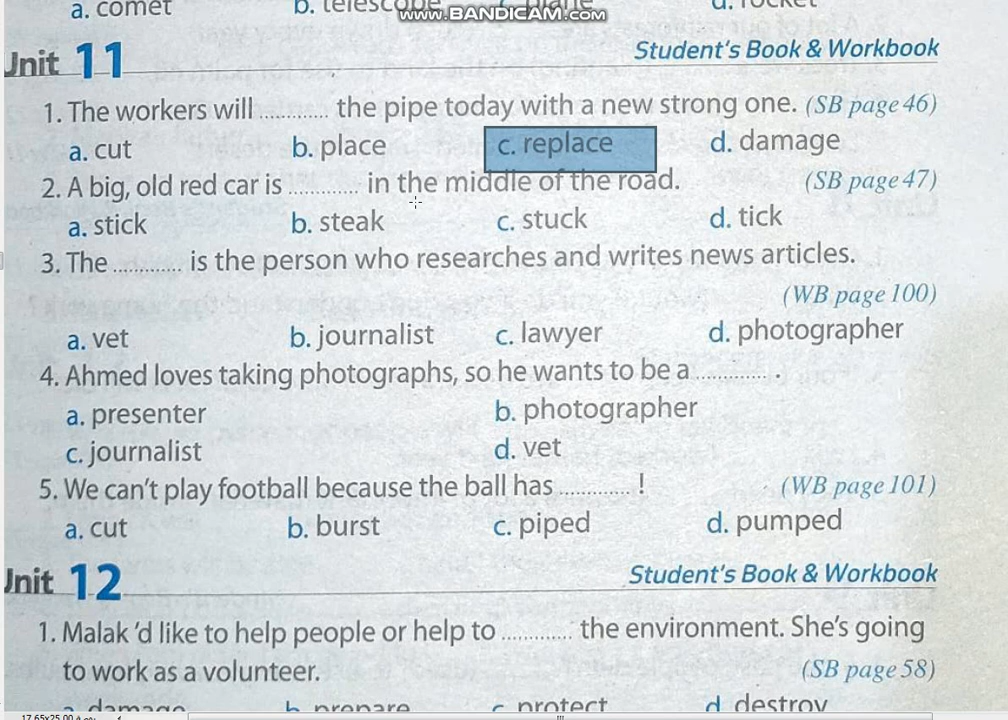 a. comet b. telescope c. plane d. rocket
www.BANDICAM.com
Unit 11 Student's Book & Workbook
1. The workers will ........... the pipe today with a new strong one. (SB page 46)
a. cut b. place c. replace d. damage
2. A big, old red car is ........... in the middle of the road. (SB page 47)
a. stick b. steak c. stuck d. tick
3. The ........... is the person who researches and writes news articles.
(WB page 100)
a. vet b. journalist c. lawyer d. photographer
4. Ahmed loves taking photographs, so he wants to be a ........... .
a. presenter b. photographer
c. journalist d. vet
5. We can't play football because the ball has ........... ! (WB page 101)
a. cut b. burst c. piped d. pumped
Unit 12 Student's Book & Workbook
1. Malak 'd like to help people or help to ........... the environment. She's going
to work as a volunteer. (SB page 58)
a. damage b. prepare c. protect d. destroy